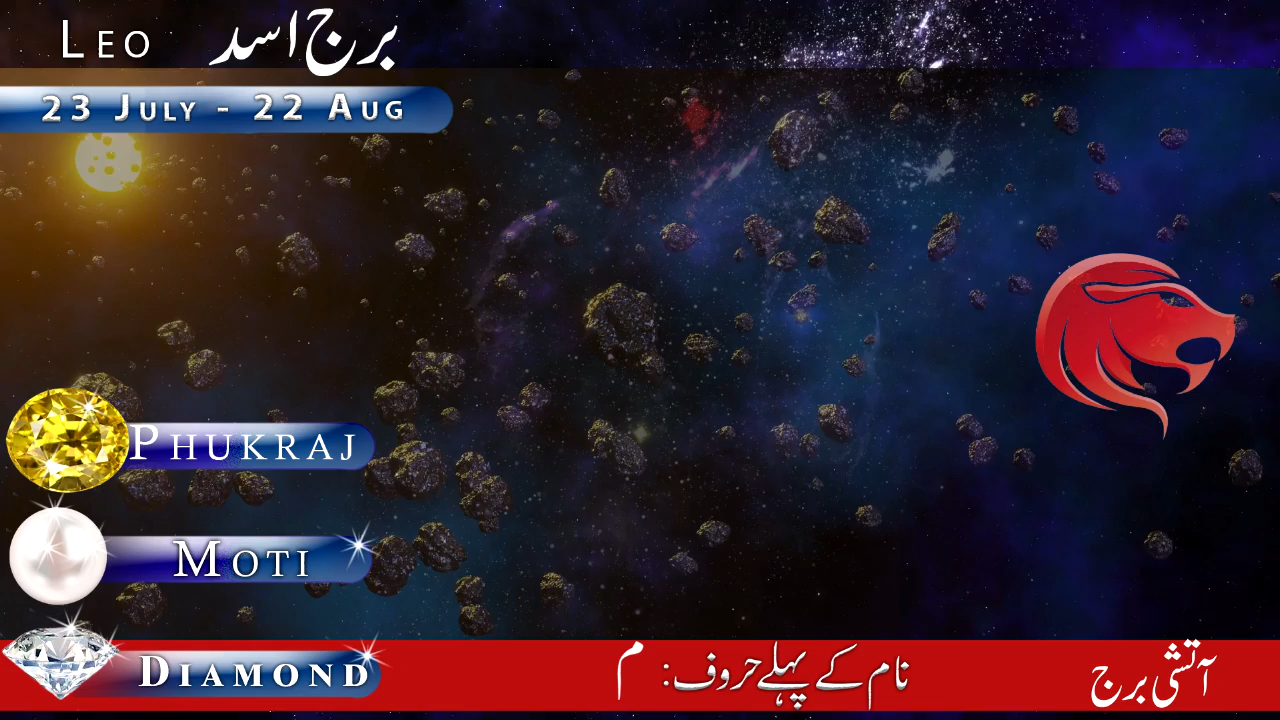 Leo برج اسد
23 July - 22 Aug
Phukraj
Moti
Diamond
نام کے پہلے حروف: م
آتشی برج